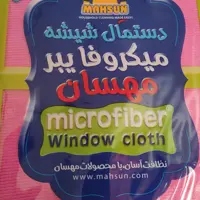 MAHSUN
دستمال شیشه
میکروفایبر
مهسان
microfiber
window cloth
نظافت آسان، با محصولات مهسان
www.mahsun.com